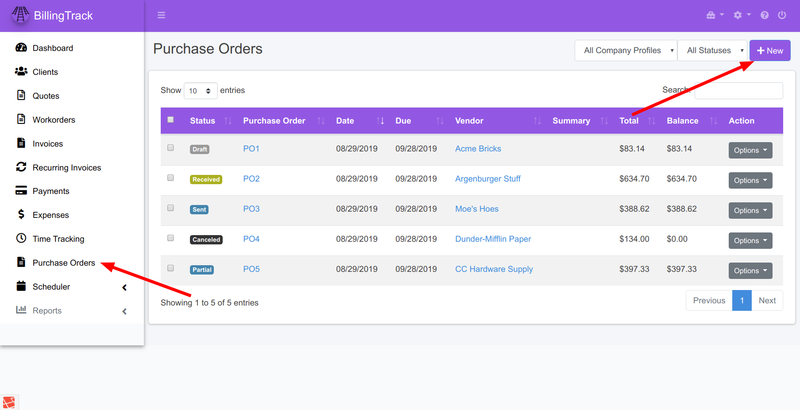 BillingTrack
Dashboard
Clients
Quotes
Workorders
Invoices
Recurring Invoices
Payments
Expenses
Time Tracking
Purchase Orders
Scheduler
Reports
Purchase Orders
All Company Profiles
All Statuses
New
Show 10 entries
Search:
Status Purchase Order Date Due Vendor Summary Total Balance Action
Draft PO1 08/29/2019 09/28/2019 Acme Bricks $83.14 $83.14 Options
Received PO2 08/29/2019 09/28/2019 Argenburger Stuff $634.70 $634.70 Options
Sent PO3 08/29/2019 09/28/2019 Moe's Hoes $388.62 $388.62 Options
Canceled PO4 08/29/2019 09/28/2019 Dunder-Mifflin Paper $134.00 $0.00 Options
Partial PO5 08/29/2019 09/28/2019 CC Hardware Supply $397.33 $397.33 Options
Showing 1 to 5 of 5 entries
Previous 1 Next